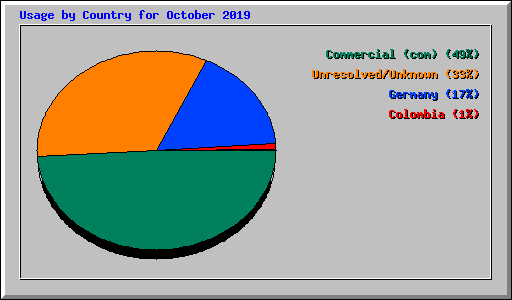 Usage by Country for October 2019
Commercial (com) (49%)
Unresolved/Unknown (33%)
Germany (17%)
Colombia (1%)